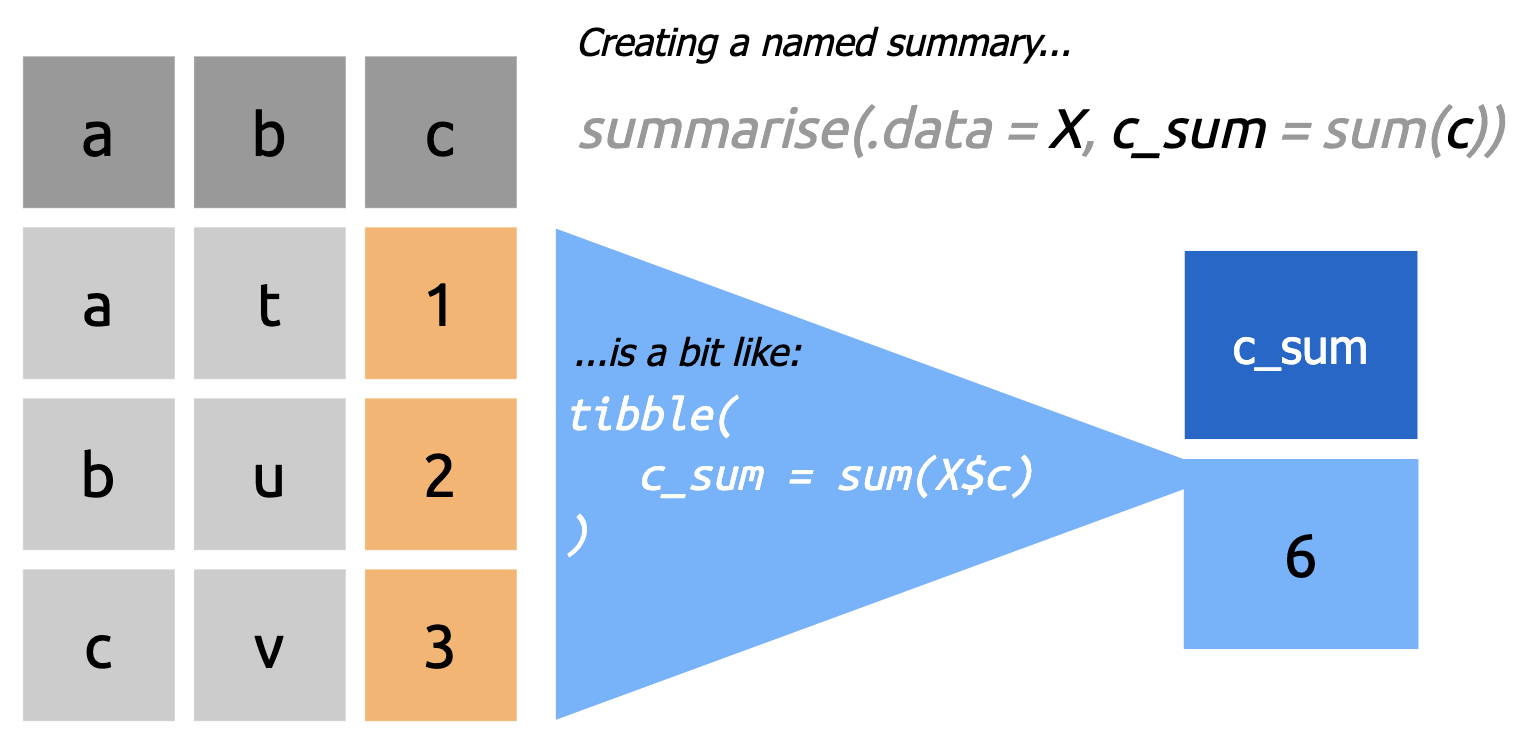 Creating a named summary...
summarise(.data = X, c_sum = sum(c))
a b c
a t 1
b u 2
c v 3
...is a bit like:
tibble(
c_sum = sum(X$c)
)
c_sum
6